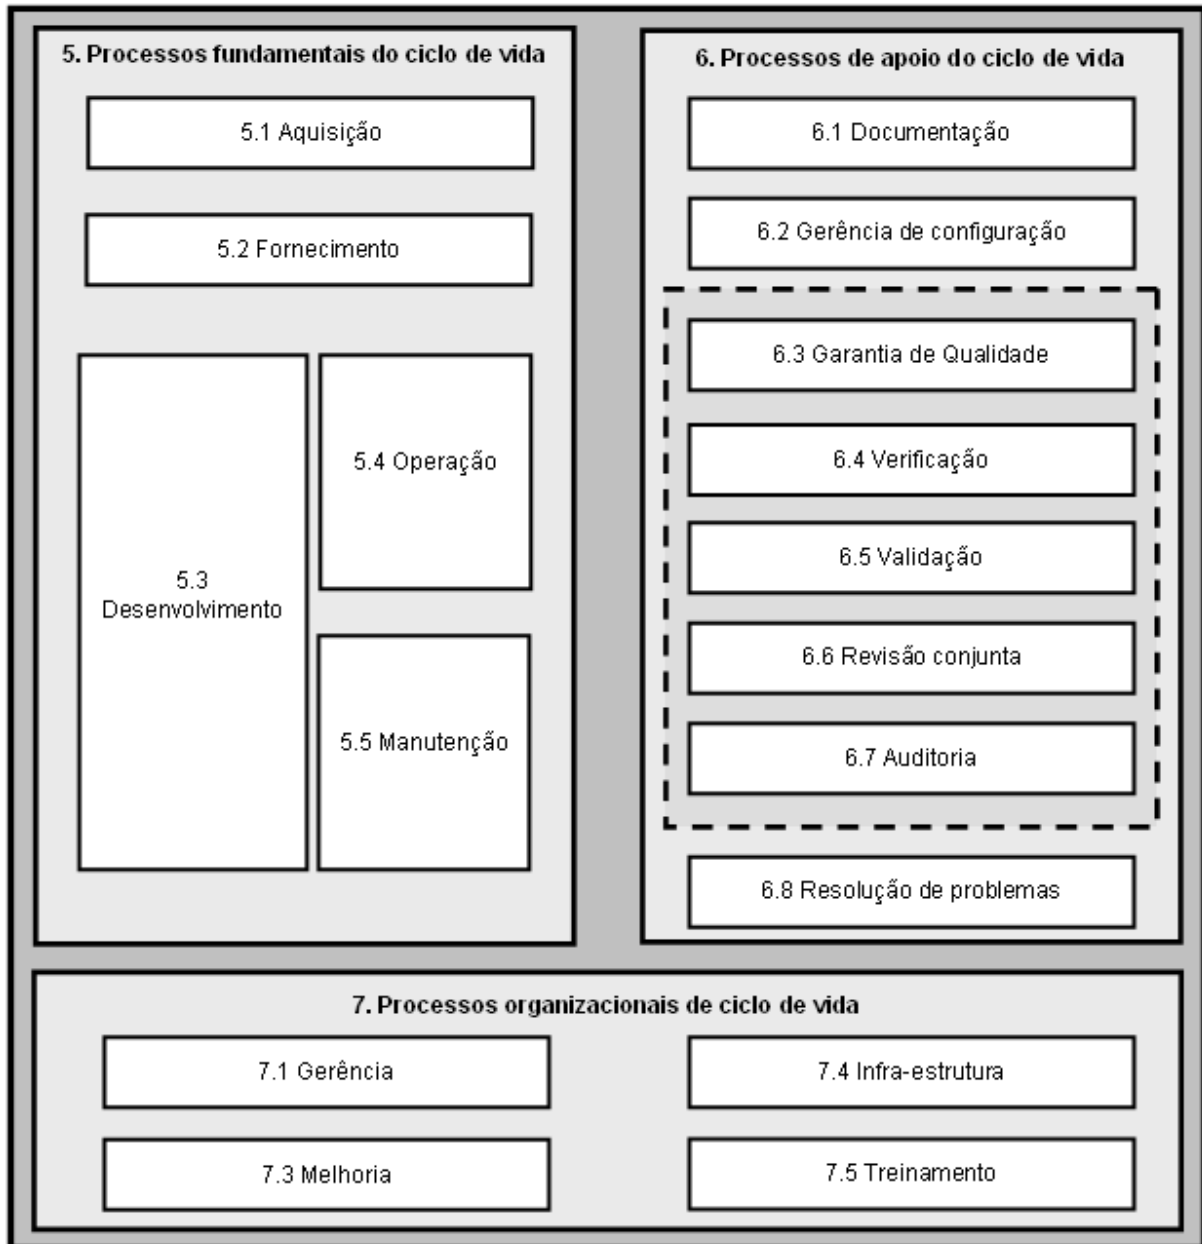 5. Processos fundamentais do ciclo de vida
5.1 Aquisição
5.2 Fornecimento
5.3
Desenvolvimento
5.4 Operação
5.5 Manutenção
6. Processos de apoio do ciclo de vida
6.1 Documentação
6.2 Gerência de configuração
6.3 Garantia de Qualidade
6.4 Verificação
6.5 Validação
6.6 Revisão conjunta
6.7 Auditoria
6.8 Resolução de problemas
7. Processos organizacionais de ciclo de vida
7.1 Gerência
7.4 Infra-estrutura
7.3 Melhoria
7.5 Treinamento